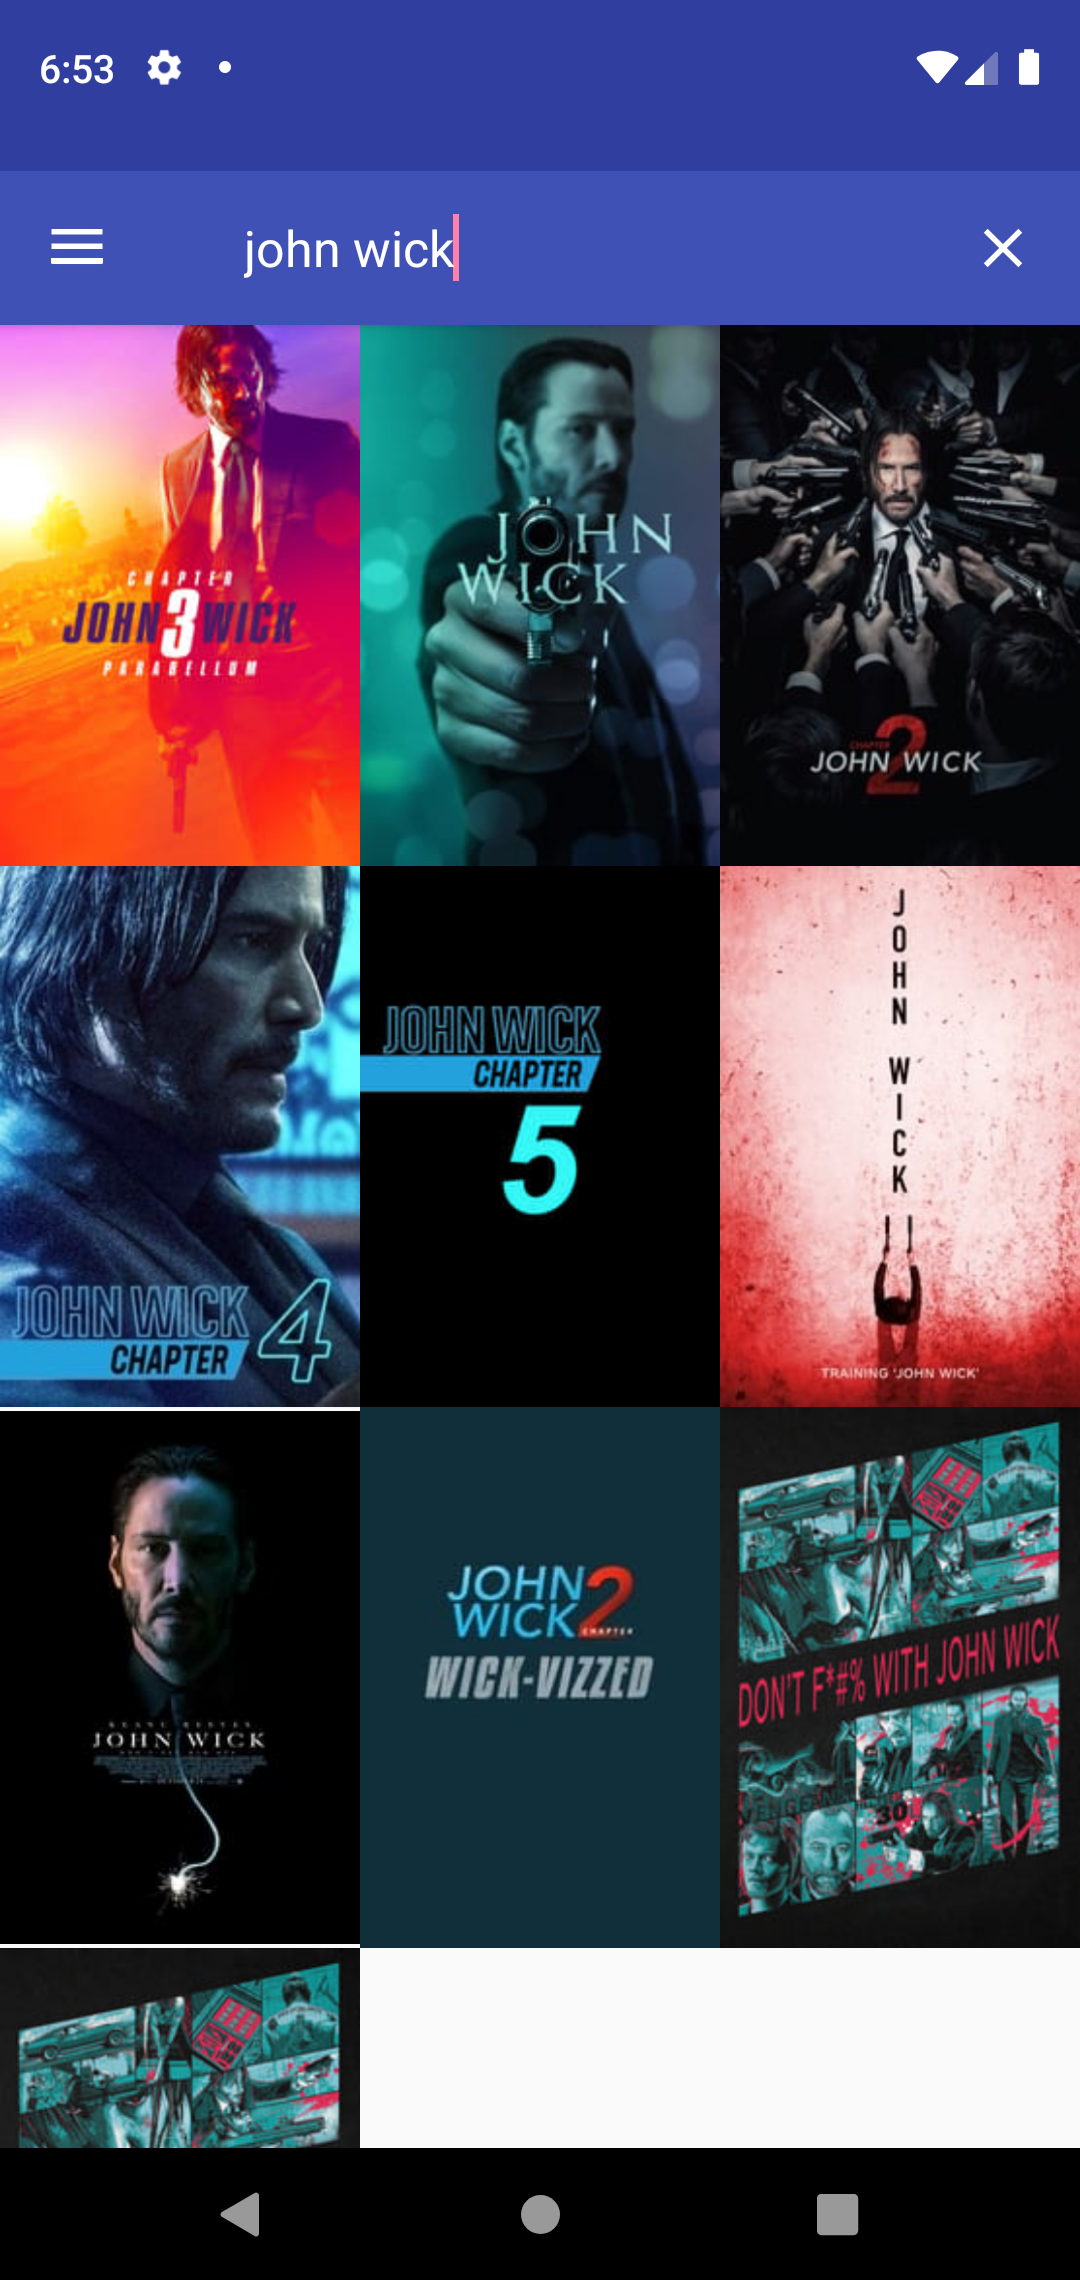 6:53
john wick
CHAPTER
JOHN 3 WICK
PARABELLUM
JOHN
WICK
CHAPTER
2
JOHN WICK
JOHN WICK
CHAPTER 4
JOHN WICK
CHAPTER
5
JOHN WICK
TRAINING 'JOHN WICK'
KEANU REEVES
JOHN WICK
JOHN
WICK 2
CHAPTER
WICK-VIZZED
DON'T F*#% WITH JOHN WICK